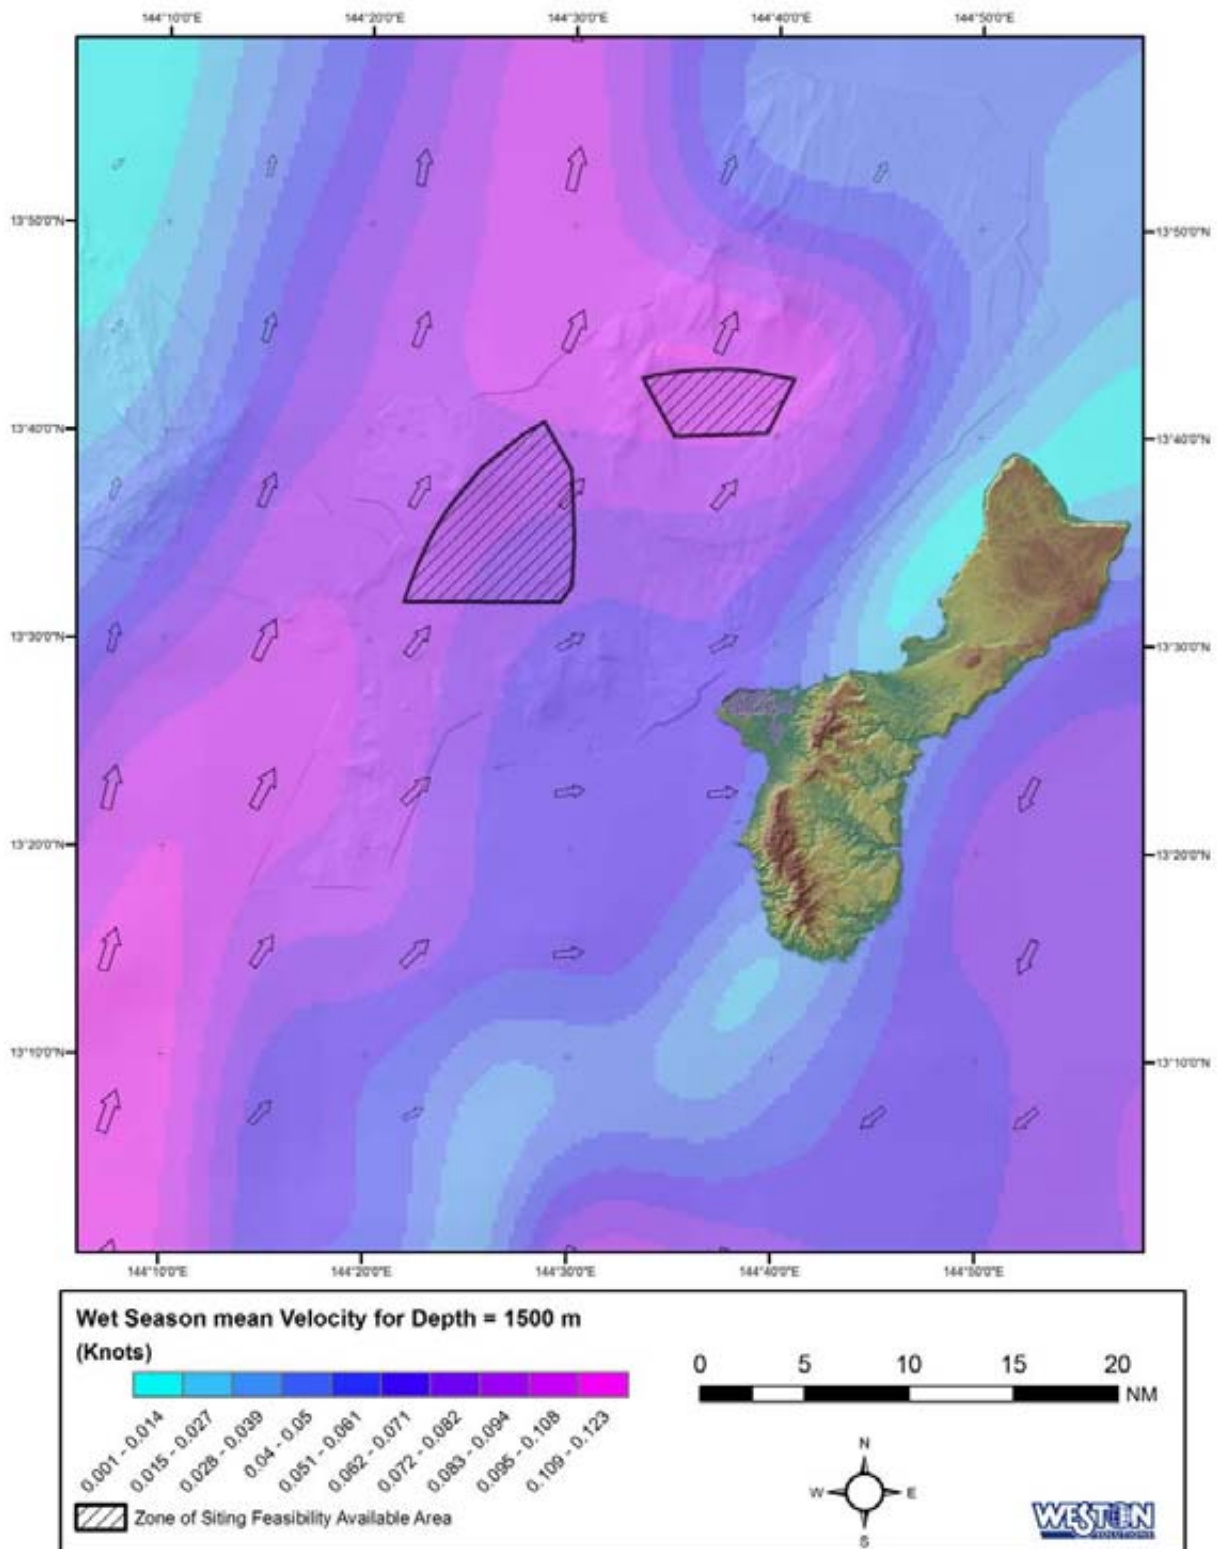 144°10'0"E 144°20'0"E 144°30'0"E 144°40'0"E 144°50'0"E
13°50'0"N 13°50'0"N
13°40'0"N 13°40'0"N
13°30'0"N 13°30'0"N
13°20'0"N 13°20'0"N
13°10'0"N 13°10'0"N
144°10'0"E 144°20'0"E 144°30'0"E 144°40'0"E 144°50'0"E
Wet Season mean Velocity for Depth = 1500 m
(Knots)
0.001 - 0.014
0.015 - 0.027
0.028 - 0.039
0.04 - 0.05
0.051 - 0.061
0.062 - 0.071
0.072 - 0.082
0.083 - 0.094
0.095 - 0.108
0.109 - 0.123
Zone of Siting Feasibility Available Area
0 5 10 15 20
NM
N
W E
S
WESTON
SOLUTIONS